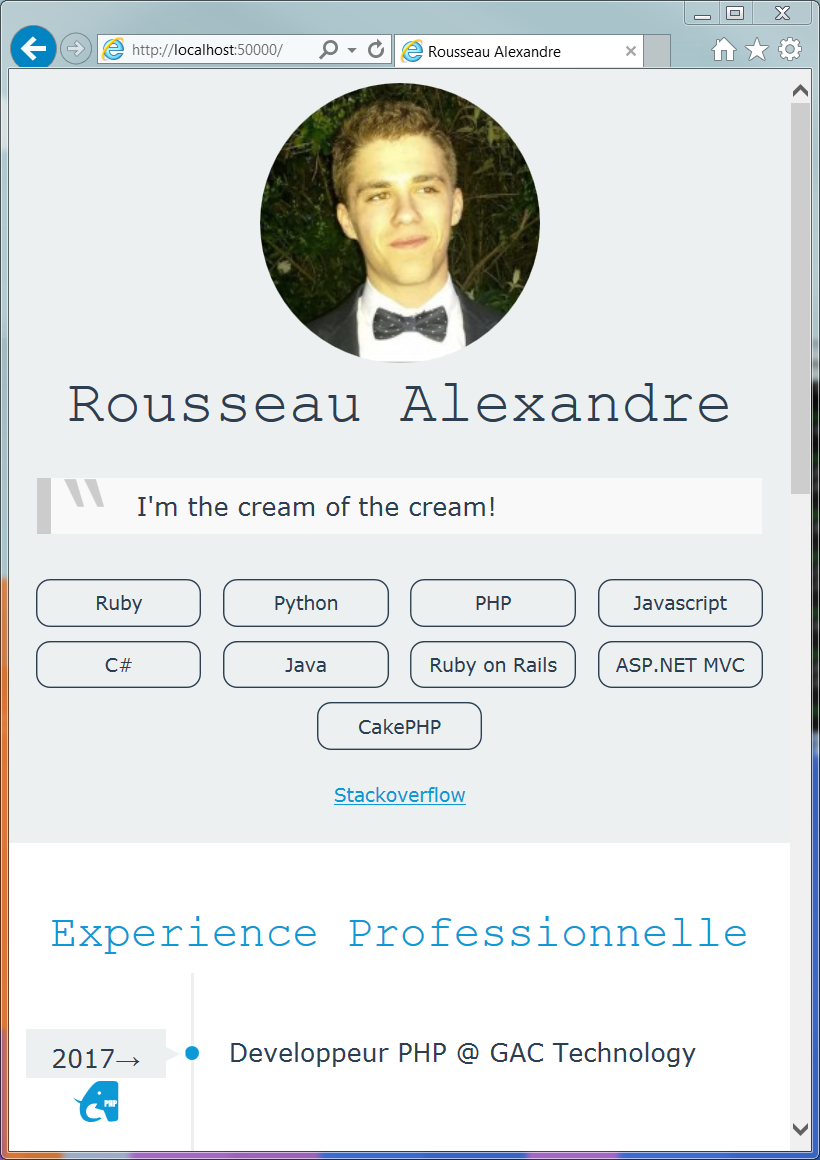 http://localhost:50000/
Rousseau Alexandre
Rousseau Alexandre
I'm the cream of the cream!
Ruby Python PHP Javascript
C# Java Ruby on Rails ASP.NET MVC
CakePHP
Stackoverflow
Experience Professionnelle
2017→ Developpeur PHP @ GAC Technology
PHP